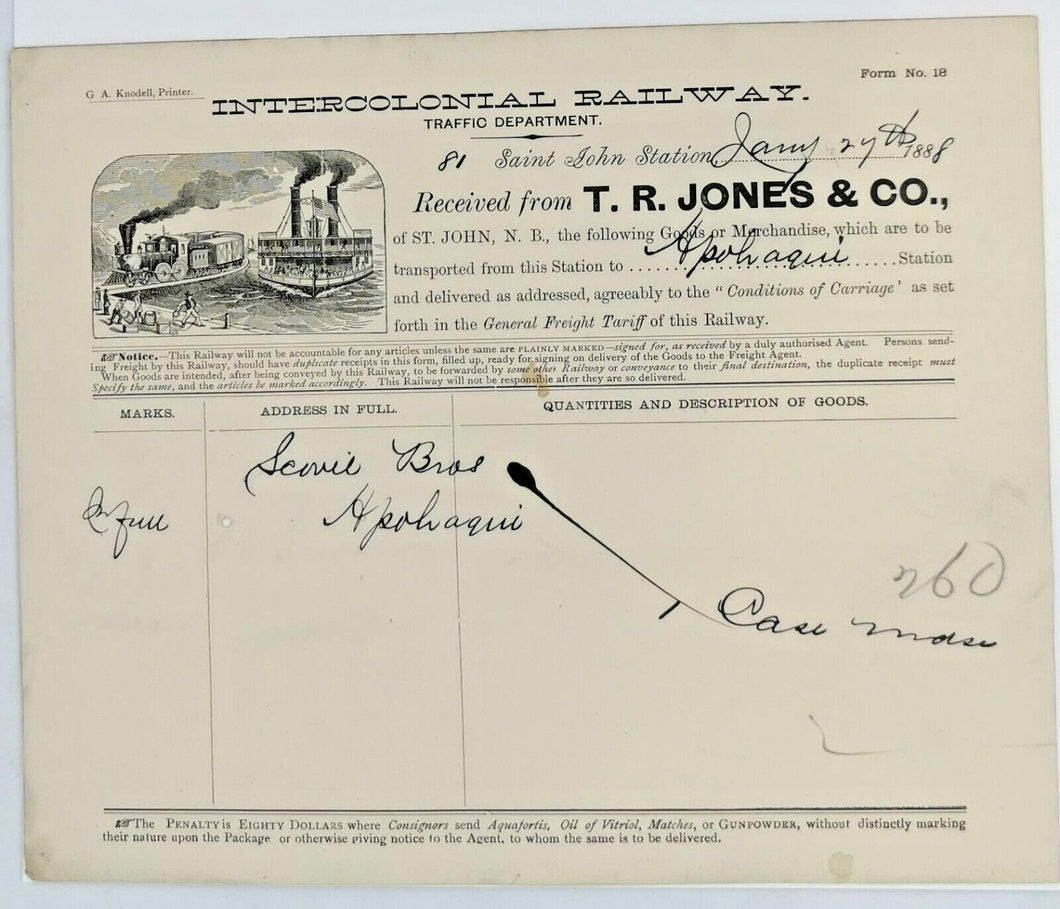 Form No. 18
G. A. Knodell, Printer.
INTERCOLONIAL RAILWAY.
TRAFFIC DEPARTMENT.
81 Saint John Station, Jany 27th 1888
Received from T. R. JONES & CO.,
of ST. JOHN, N. B., the following Goods or Merchandise, which are to be
transported from this Station to Apohaqui Station
and delivered as addressed, agreeably to the "Conditions of Carriage' as set
forth in the General Freight Tariff of this Railway.
Notice.—This Railway will not be accountable for any articles unless the same are PLAINLY MARKED—signed for, as received by a duly authorised Agent. Persons send-
ing Freight by this Railway, should have duplicate receipts in this form, filled up, ready for signing on delivery of the Goods to the Freight Agent.
When Goods are intended, after being conveyed by this Railway, to be forwarded by some other Railway or conveyance to their final destination, the duplicate receipt must
Specify the same, and the articles be marked accordingly. This Railway will not be responsible after they are so delivered.
MARKS. ADDRESS IN FULL. QUANTITIES AND DESCRIPTION OF GOODS.
Scovil Bros
In full Apohaqui
260
1 Case mdse
The PENALTY is EIGHTY DOLLARS where Consignors send Aquafortis, Oil of Vitriol, Matches, or GUNPOWDER, without distinctly marking
their nature upon the Package or otherwise giving notice to the Agent, to whom the same is to be delivered.